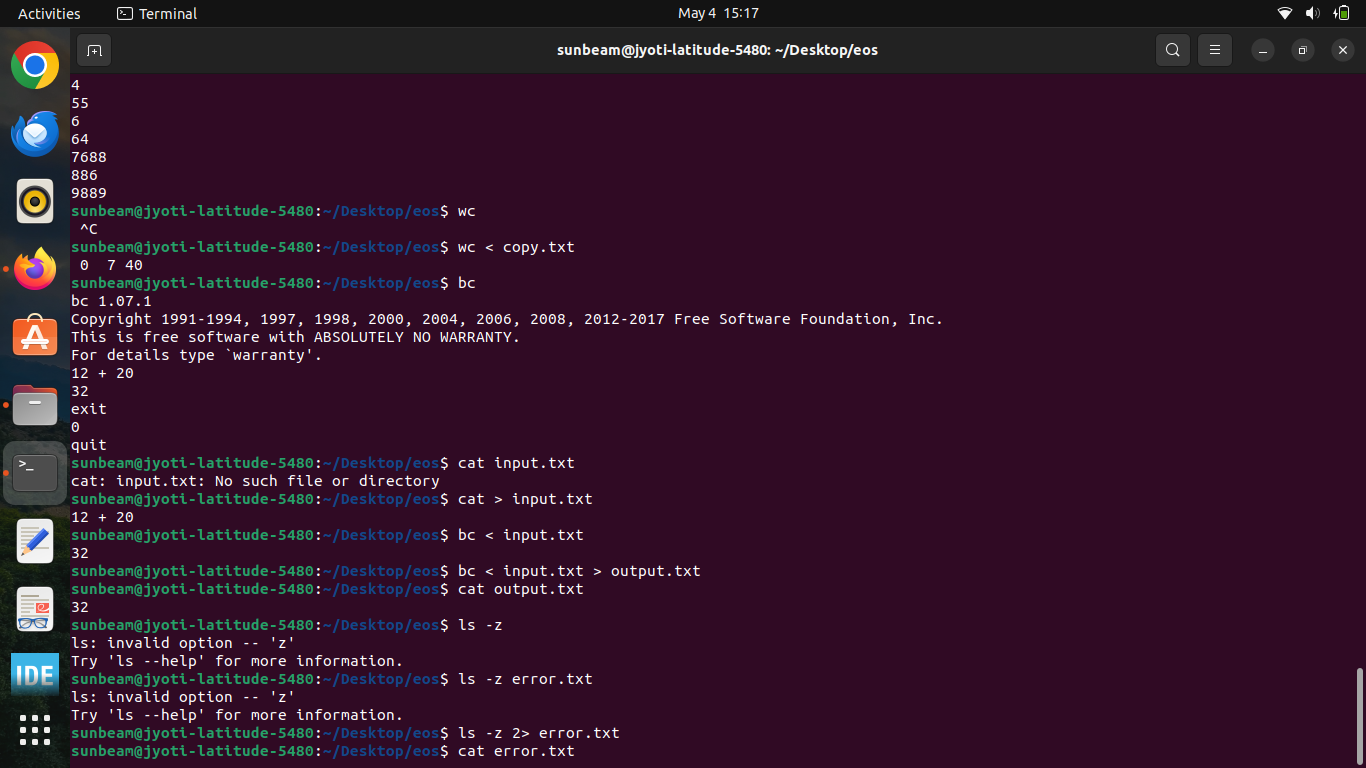 Activities
Terminal
May 4 15:17
sunbeam@jyoti-latitude-5480: ~/Desktop/eos
4
55
6
64
7688
886
9889
sunbeam@jyoti-latitude-5480:~/Desktop/eos$ wc
^C
sunbeam@jyoti-latitude-5480:~/Desktop/eos$ wc < copy.txt
0 7 40
sunbeam@jyoti-latitude-5480:~/Desktop/eos$ bc
bc 1.07.1
Copyright 1991-1994, 1997, 1998, 2000, 2004, 2006, 2008, 2012-2017 Free Software Foundation, Inc.
This is free software with ABSOLUTELY NO WARRANTY.
For details type `warranty'.
12 + 20
32
exit
0
quit
sunbeam@jyoti-latitude-5480:~/Desktop/eos$ cat input.txt
cat: input.txt: No such file or directory
sunbeam@jyoti-latitude-5480:~/Desktop/eos$ cat > input.txt
12 + 20
sunbeam@jyoti-latitude-5480:~/Desktop/eos$ bc < input.txt
32
sunbeam@jyoti-latitude-5480:~/Desktop/eos$ bc < input.txt > output.txt
sunbeam@jyoti-latitude-5480:~/Desktop/eos$ cat output.txt
32
sunbeam@jyoti-latitude-5480:~/Desktop/eos$ ls -z
ls: invalid option -- 'z'
Try 'ls --help' for more information.
sunbeam@jyoti-latitude-5480:~/Desktop/eos$ ls -z error.txt
ls: invalid option -- 'z'
Try 'ls --help' for more information.
sunbeam@jyoti-latitude-5480:~/Desktop/eos$ ls -z 2> error.txt
sunbeam@jyoti-latitude-5480:~/Desktop/eos$ cat error.txt
IDE